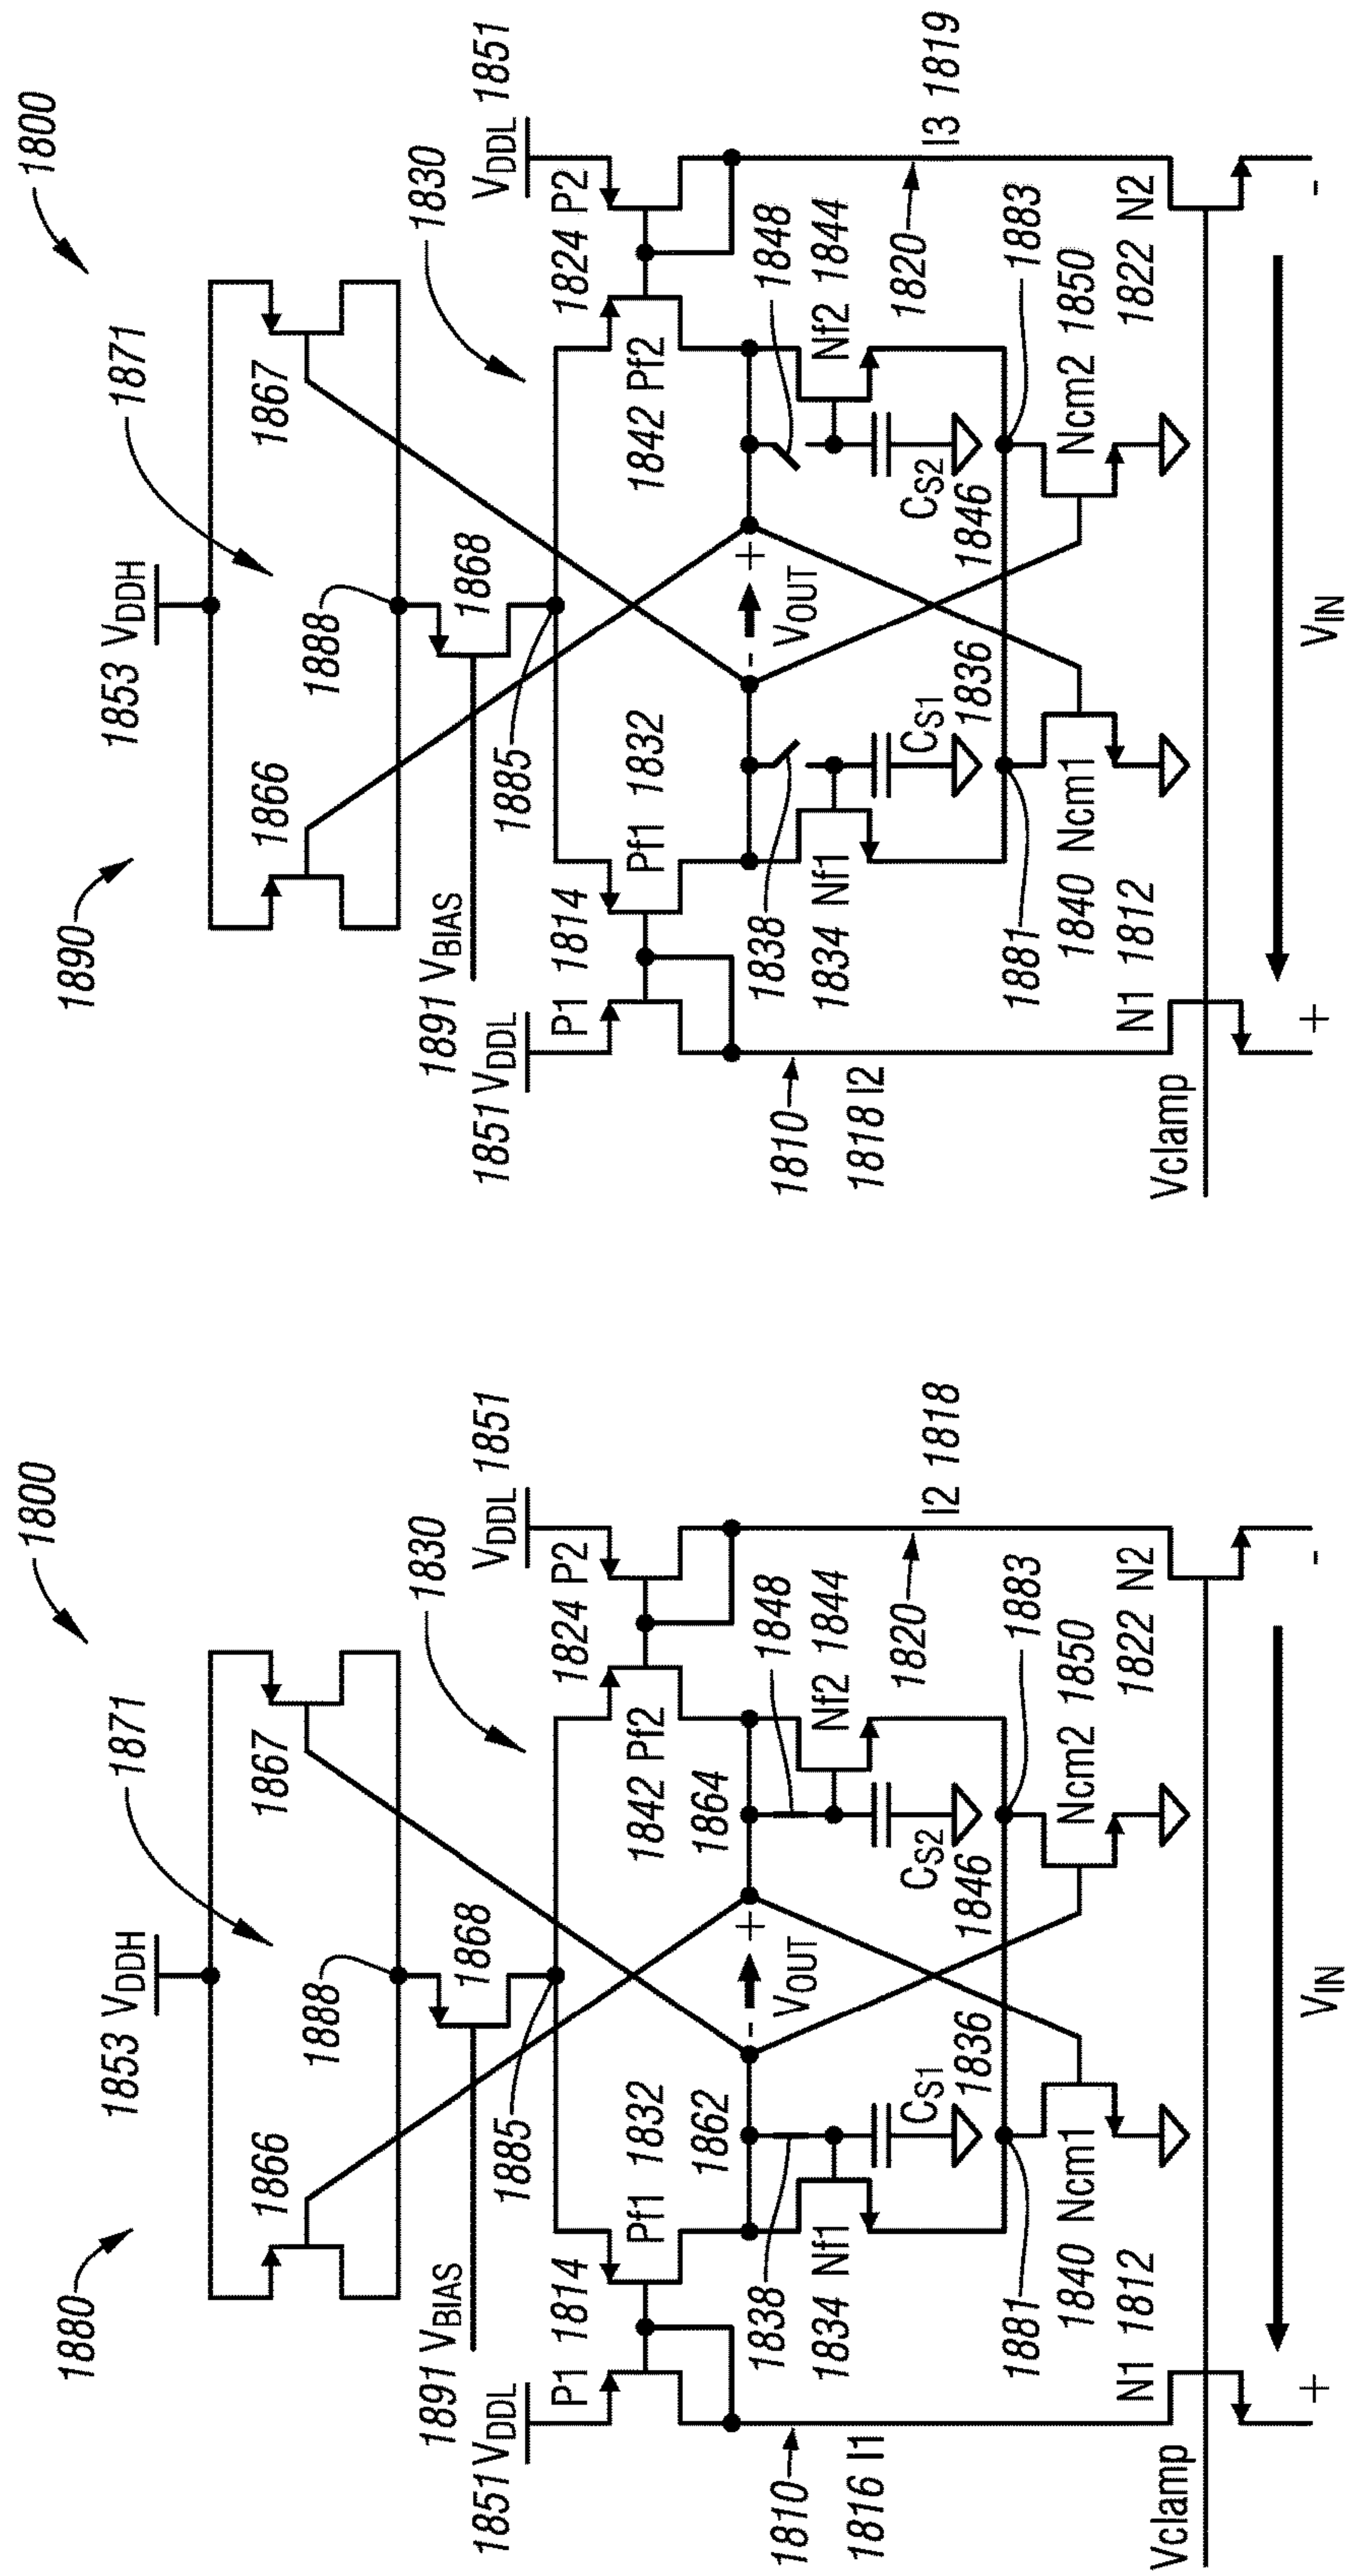 1800
1880
1853 VDDH
1866
1867
1871
1888
1868
1891 VBIAS
1885
1830
1851 VDDL
VDDL 1851
P1 1814
Pf1 1832
1824 P2
1842 Pf2
1862
1864
VOUT
- +
1838
1848
1834 Nf1
Nf2 1844
CS1
1836
CS2
1846
1810
1816 I1
1820
I2 1818
1881
1883
1840 Ncm1
Ncm2 1850
N1 1812
1822 N2
Vclamp
+
VIN
-
1800
1890
1853 VDDH
1866
1867
1871
1888
1868
1891 VBIAS
1885
1830
1851 VDDL
VDDL 1851
P1 1814
Pf1 1832
1824 P2
1842 Pf2
VOUT
- +
1838
1848
1834 Nf1
Nf2 1844
CS1
1836
CS2
1846
1810
1818 I2
1820
I3 1819
1881
1883
1840 Ncm1
Ncm2 1850
N1 1812
1822 N2
Vclamp
+
VIN
-